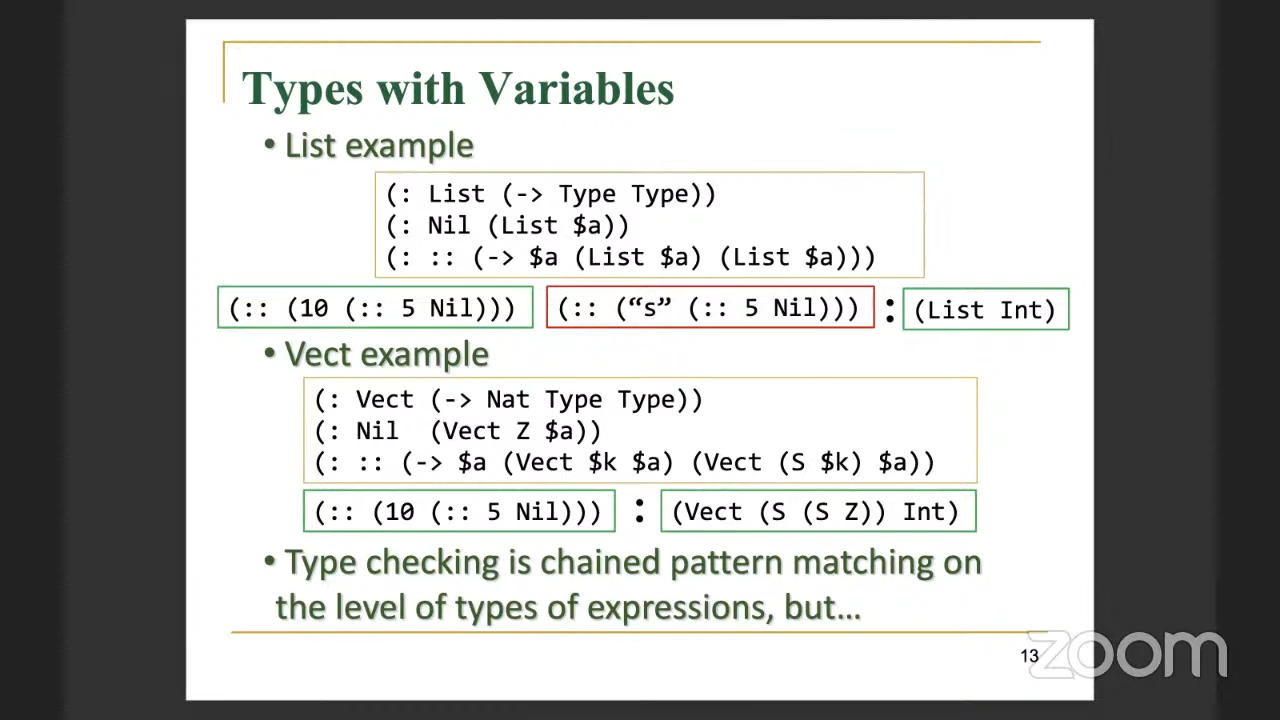 Types with Variables
• List example
(: List (-> Type Type))
(: Nil (List $a))
(: :: (-> $a (List $a) (List $a)))
(:: (10 (:: 5 Nil))) (:: (“s” (:: 5 Nil))) : (List Int)
• Vect example
(: Vect (-> Nat Type Type))
(: Nil (Vect Z $a))
(: :: (-> $a (Vect $k $a) (Vect (S $k) $a))
(:: (10 (:: 5 Nil))) : (Vect (S (S Z)) Int)
• Type checking is chained pattern matching on
the level of types of expressions, but…
13
zoom